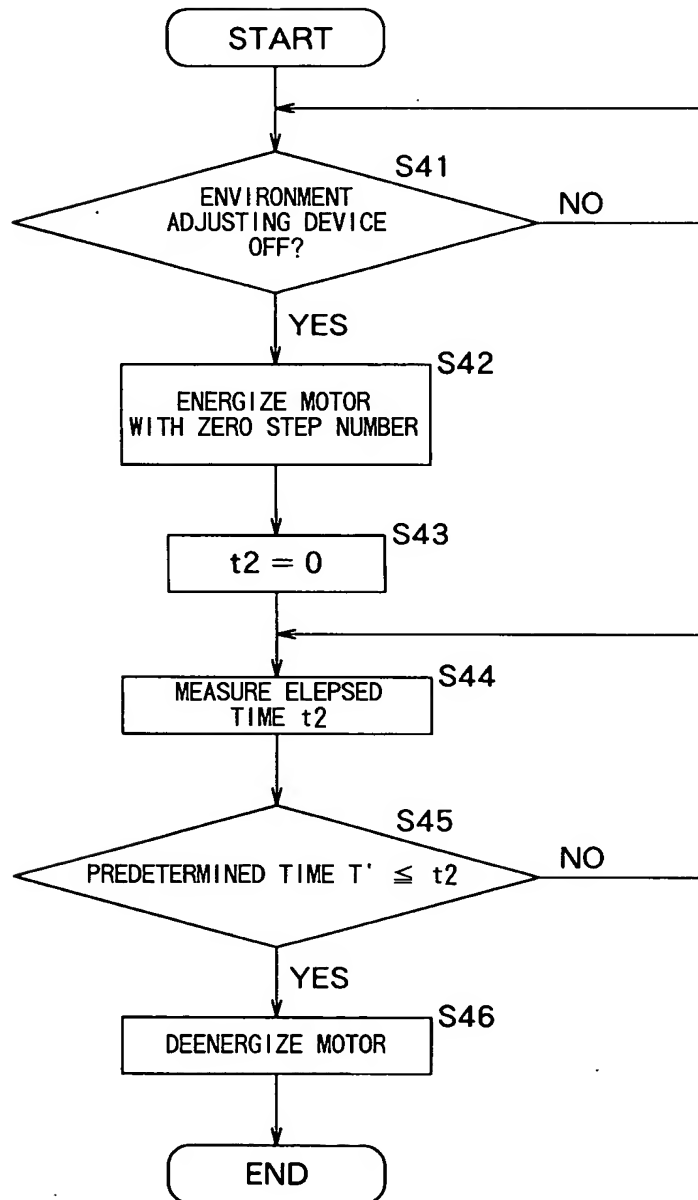 START
S41
ENVIRONMENT
ADJUSTING DEVICE
OFF?
NO
YES
S42
ENERGIZE MOTOR
WITH ZERO STEP NUMBER
S43
t2 = 0
S44
MEASURE ELEPSED
TIME t2
S45
PREDETERMINED TIME T' ≦ t2
NO
YES
S46
DEENERGIZE MOTOR
END